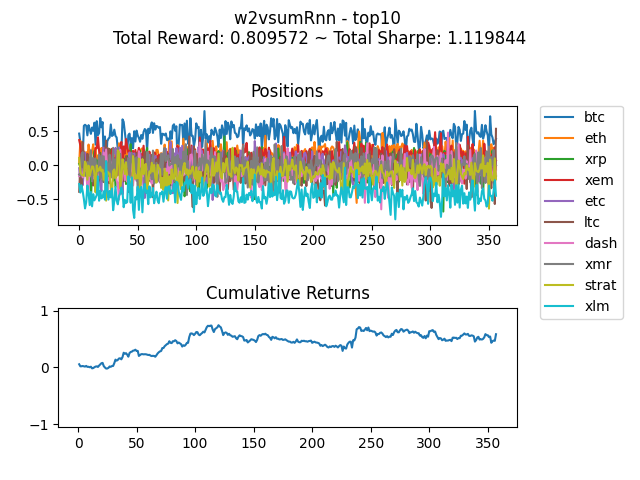 w2vsumRnn - top10
Total Reward: 0.809572 ~ Total Sharpe: 1.119844
Positions
0.5
0.0
−0.5
0 50 100 150 200 250 300 350
btc
eth
xrp
xem
etc
ltc
dash
xmr
strat
xlm
Cumulative Returns
1
0
−1
0 50 100 150 200 250 300 350